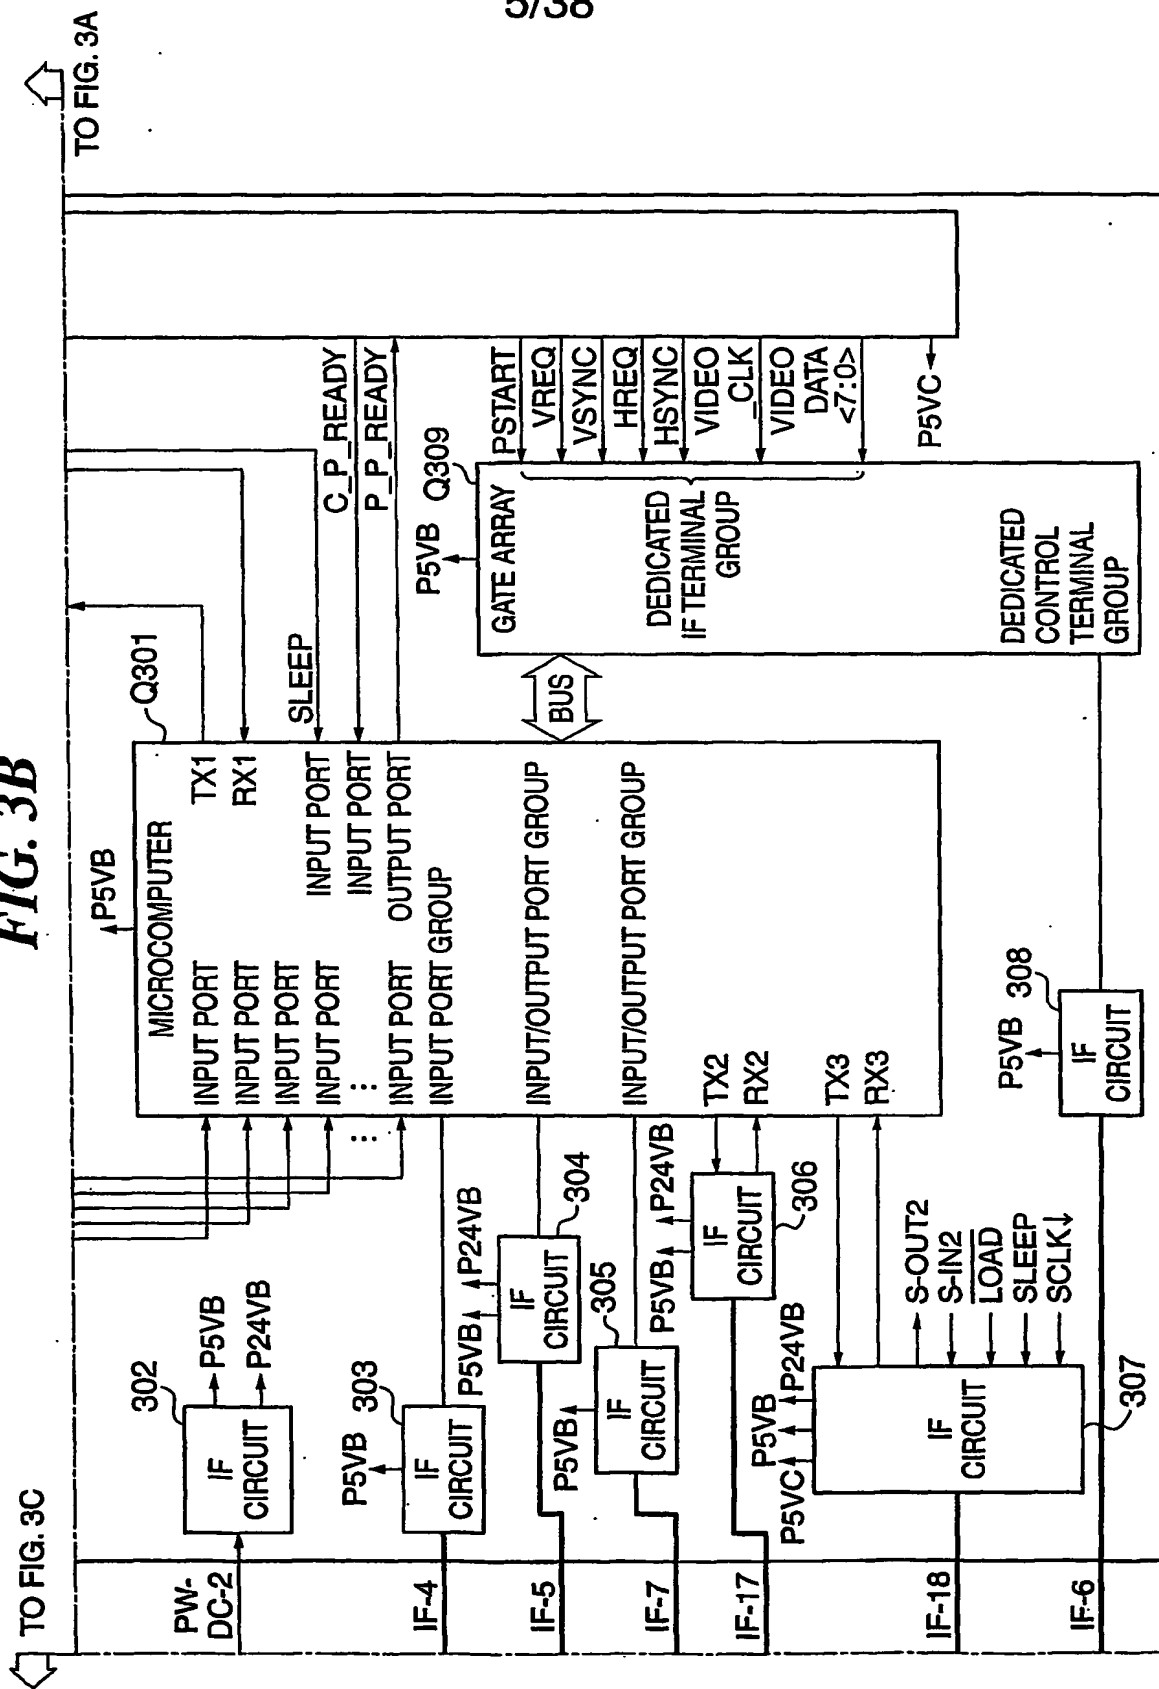 5/38
FIG. 3B
TO FIG. 3C
TO FIG. 3A
PW-
DC-2
IF
CIRCUIT
302
P5VB
P24VB
IF-4
IF
CIRCUIT
303
P5VB
IF-5
IF
CIRCUIT
304
P5VB
P24VB
IF-7
IF
CIRCUIT
305
P5VB
IF-17
IF
CIRCUIT
306
P5VB
P24VB
IF-18
IF
CIRCUIT
307
P5VC
P5VB
P24VB
S-OUT2
S-IN2
LOAD
SLEEP
SCLK↓
IF-6
IF
CIRCUIT
308
P5VB
P5VB
MICROCOMPUTER
Q301
INPUT PORT
INPUT PORT
INPUT PORT
INPUT PORT
INPUT PORT
INPUT PORT GROUP
INPUT/OUTPUT PORT GROUP
INPUT/OUTPUT PORT GROUP
TX2
RX2
TX3
RX3
TX1
RX1
INPUT PORT
INPUT PORT
OUTPUT PORT
SLEEP
C_P_READY
P_P_READY
BUS
P5VB
Q309
GATE ARRAY
DEDICATED
IF TERMINAL
GROUP
DEDICATED
CONTROL
TERMINAL
GROUP
PSTART
VREQ
VSYNC
HREQ
HSYNC
VIDEO
_CLK
VIDEO
DATA
<7:0>
P5VC